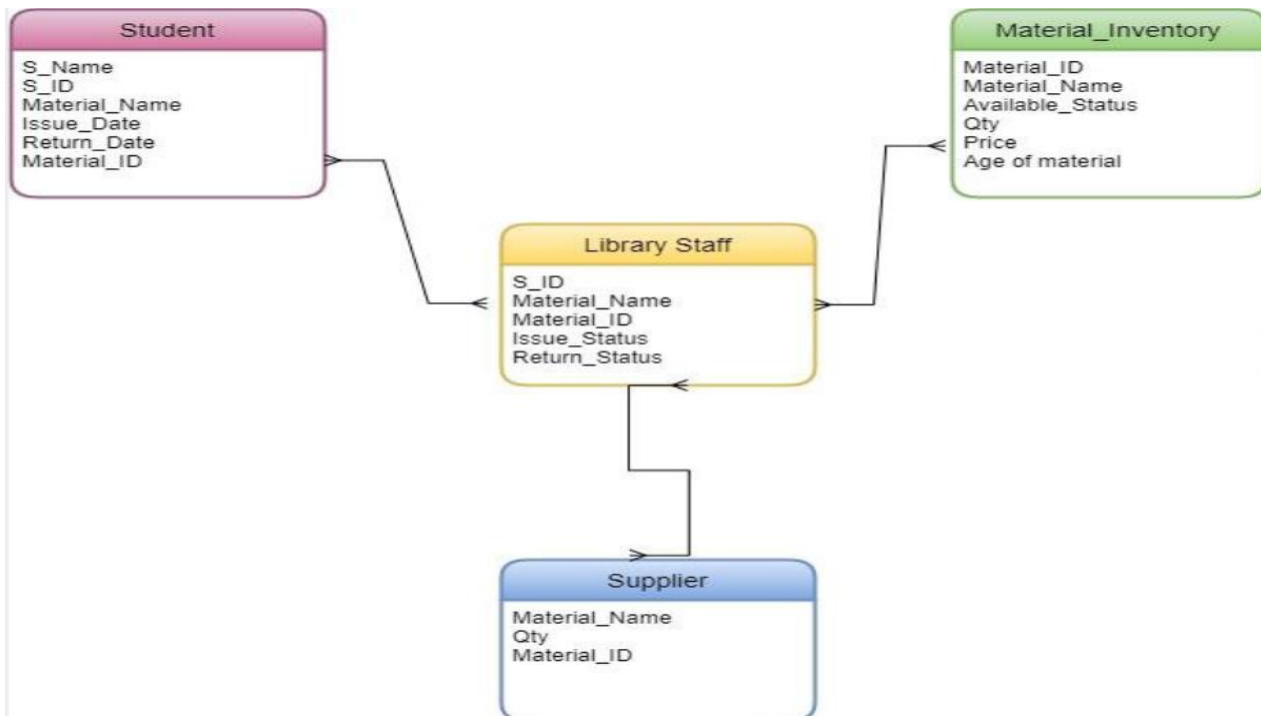 Student
S_Name
S_ID
Material_Name
Issue_Date
Return_Date
Material_ID
Material_Inventory
Material_ID
Material_Name
Available_Status
Qty
Price
Age of material
Library Staff
S_ID
Material_Name
Material_ID
Issue_Status
Return_Status
Supplier
Material_Name
Qty
Material_ID